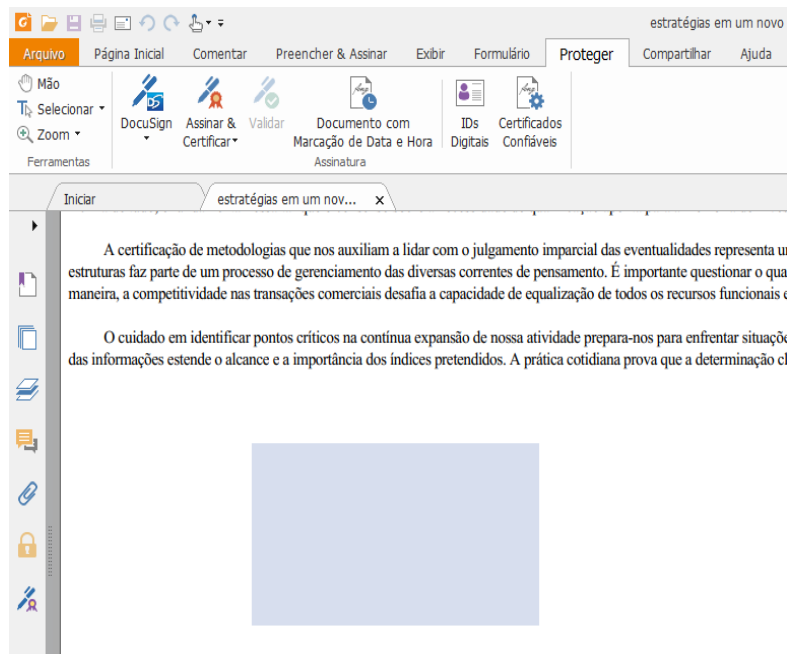 estratégias em um novo
Arquivo Página Inicial Comentar Preencher & Assinar Exibir Formulário Proteger Compartilhar Ajuda
Mão
Selecionar
Zoom
DocuSign
Assinar &
Certificar
Validar
Documento com
Marcação de Data e Hora
IDs
Digitais
Certificados
Confiáveis
Ferramentas
Assinatura
Iniciar
estratégias em um nov... x
A certificação de metodologias que nos auxiliam a lidar com o julgamento imparcial das eventualidades representa
estruturas faz parte de um processo de gerenciamento das diversas correntes de pensamento. É importante questionar o
maneira, a competitividade nas transações comerciais desafia a capacidade de equalização de todos os recursos funcionais e
O cuidado em identificar pontos críticos na contínua expansão de nossa atividade prepara-nos para enfrentar
das informações estende o alcance e a importância dos índices pretendidos. A prática cotidiana prova que a determinação